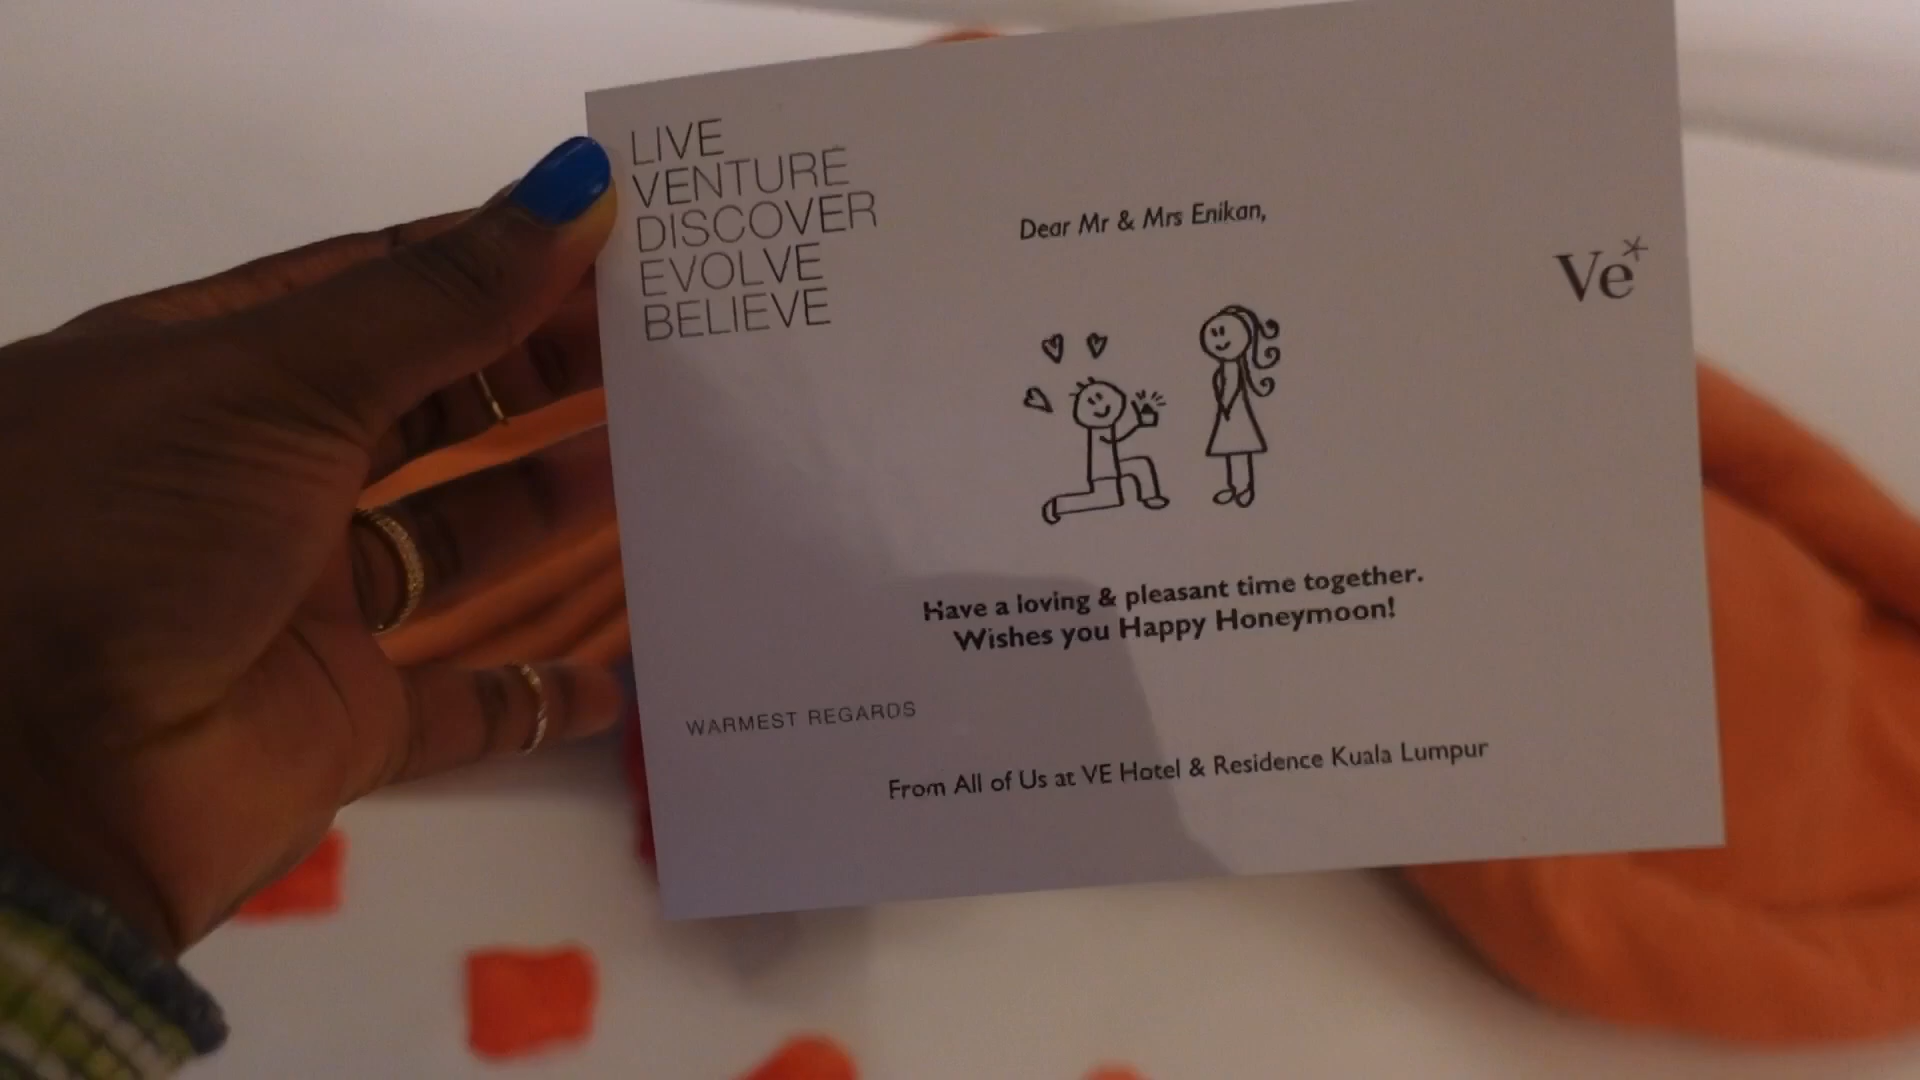 LIVE
VENTURE
DISCOVER
EVOLVE
BELIEVE
Dear Mr & Mrs Enikan,
Ve*
Have a loving & pleasant time together.
Wishes you Happy Honeymoon!
WARMEST REGARDS
From All of Us at VE Hotel & Residence Kuala Lumpur